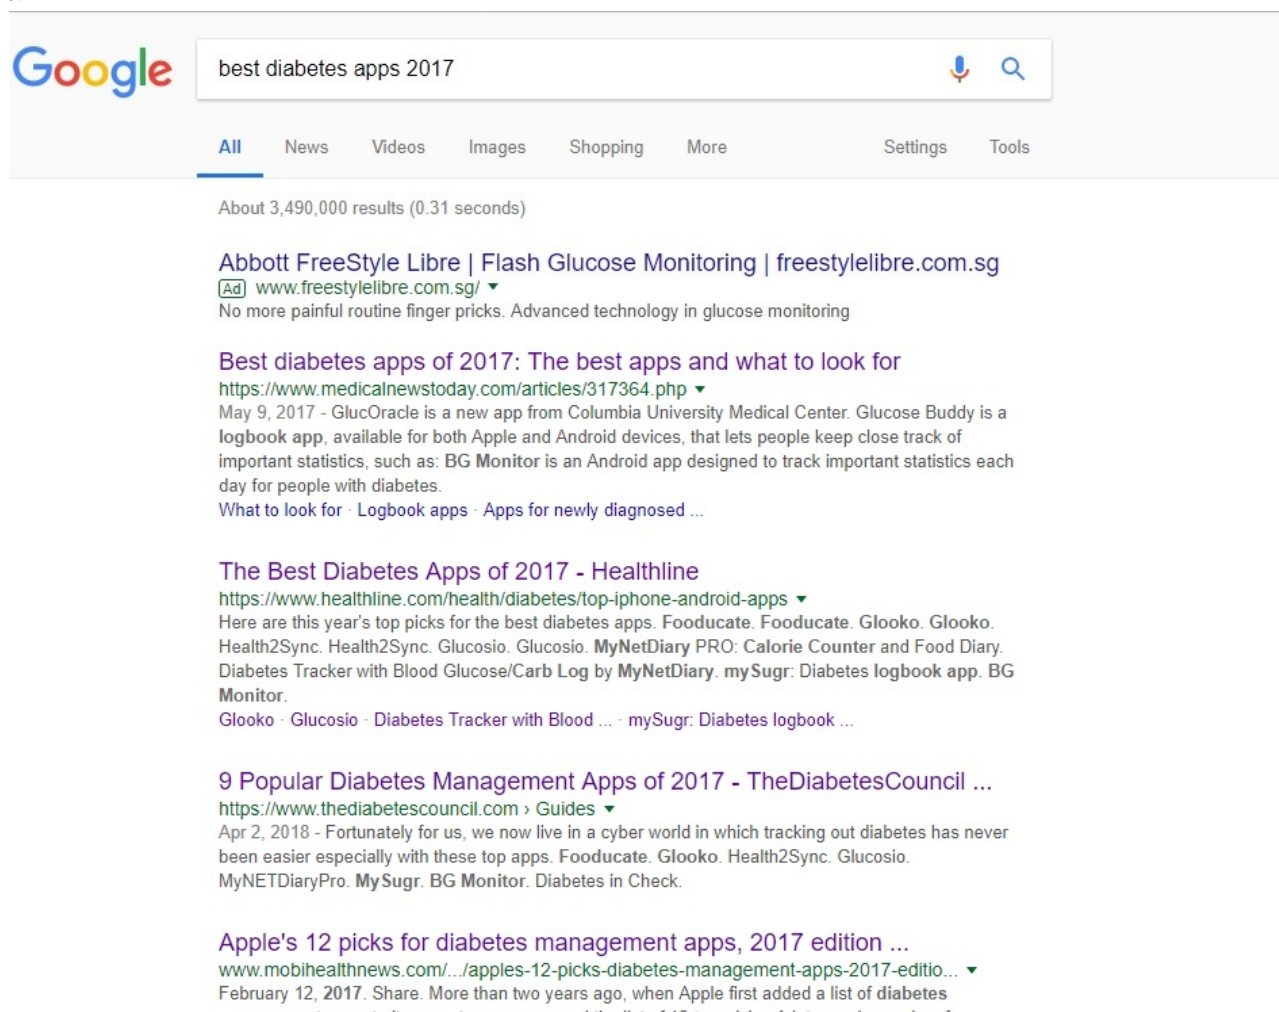 Google
best diabetes apps 2017
All News Videos Images Shopping More Settings Tools
About 3,490,000 results (0.31 seconds)
Abbott FreeStyle Libre | Flash Glucose Monitoring | freestylelibre.com.sg
Ad www.freestylelibre.com.sg/
No more painful routine finger pricks. Advanced technology in glucose monitoring
Best diabetes apps of 2017: The best apps and what to look for
https://www.medicalnewstoday.com/articles/317364.php
May 9, 2017 - GlucOracle is a new app from Columbia University Medical Center. Glucose Buddy is a
logbook app, available for both Apple and Android devices, that lets people keep close track of
important statistics, such as: BG Monitor is an Android app designed to track important statistics each
day for people with diabetes.
What to look for · Logbook apps · Apps for newly diagnosed ...
The Best Diabetes Apps of 2017 - Healthline
https://www.healthline.com/health/diabetes/top-iphone-android-apps
Here are this year's top picks for the best diabetes apps. Fooducate. Fooducate. Glooko. Glooko.
Health2Sync. Health2Sync. Glucosio. Glucosio. MyNetDiary PRO: Calorie Counter and Food Diary.
Diabetes Tracker with Blood Glucose/Carb Log by MyNetDiary. mySugr: Diabetes logbook app. BG
Monitor.
Glooko · Glucosio · Diabetes Tracker with Blood ... · mySugr: Diabetes logbook ...
9 Popular Diabetes Management Apps of 2017 - TheDiabetesCouncil ...
https://www.thediabetescouncil.com › Guides
Apr 2, 2018 - Fortunately for us, we now live in a cyber world in which tracking out diabetes has never
been easier especially with these top apps. Fooducate. Glooko. Health2Sync. Glucosio.
MyNETDiaryPro. MySugr. BG Monitor. Diabetes in Check.
Apple's 12 picks for diabetes management apps, 2017 edition ...
www.mobihealthnews.com/.../apples-12-picks-diabetes-management-apps-2017-editio...
February 12, 2017. Share. More than two years ago, when Apple first added a list of diabetes